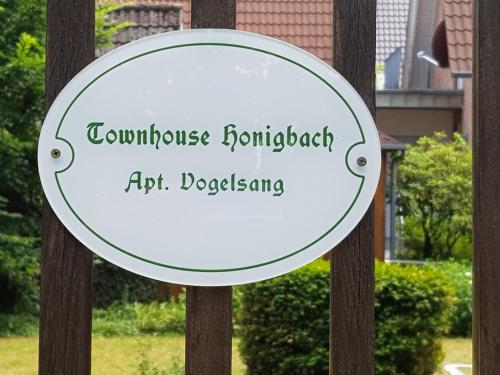 Townhouse Honigbach
Apt. Vogelsang